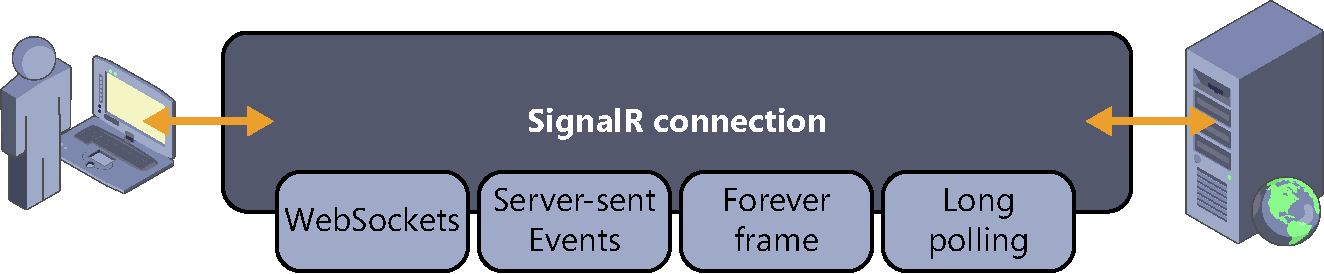 SignalR connection
WebSockets
Server-sent
Events
Forever
frame
Long
polling